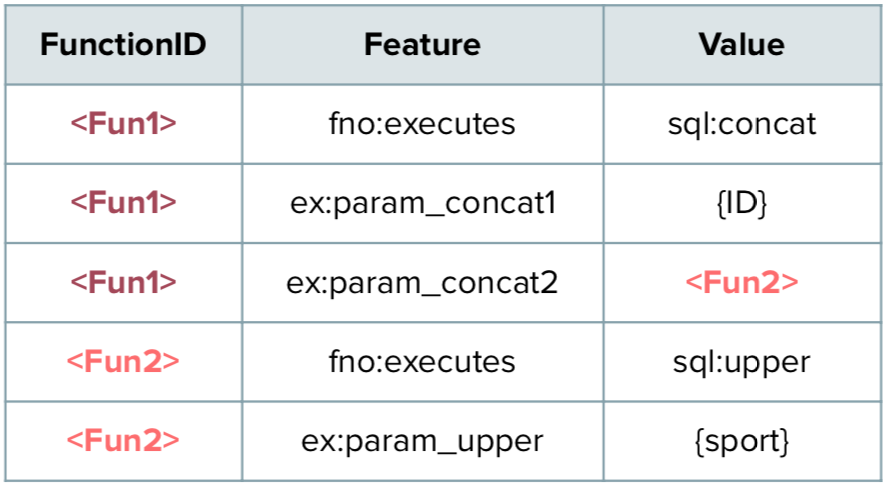 FunctionID Feature Value
<Fun1> fno:executes sql:concat
<Fun1> ex:param_concat1 {ID}
<Fun1> ex:param_concat2 <Fun2>
<Fun2> fno:executes sql:upper
<Fun2> ex:param_upper {sport}